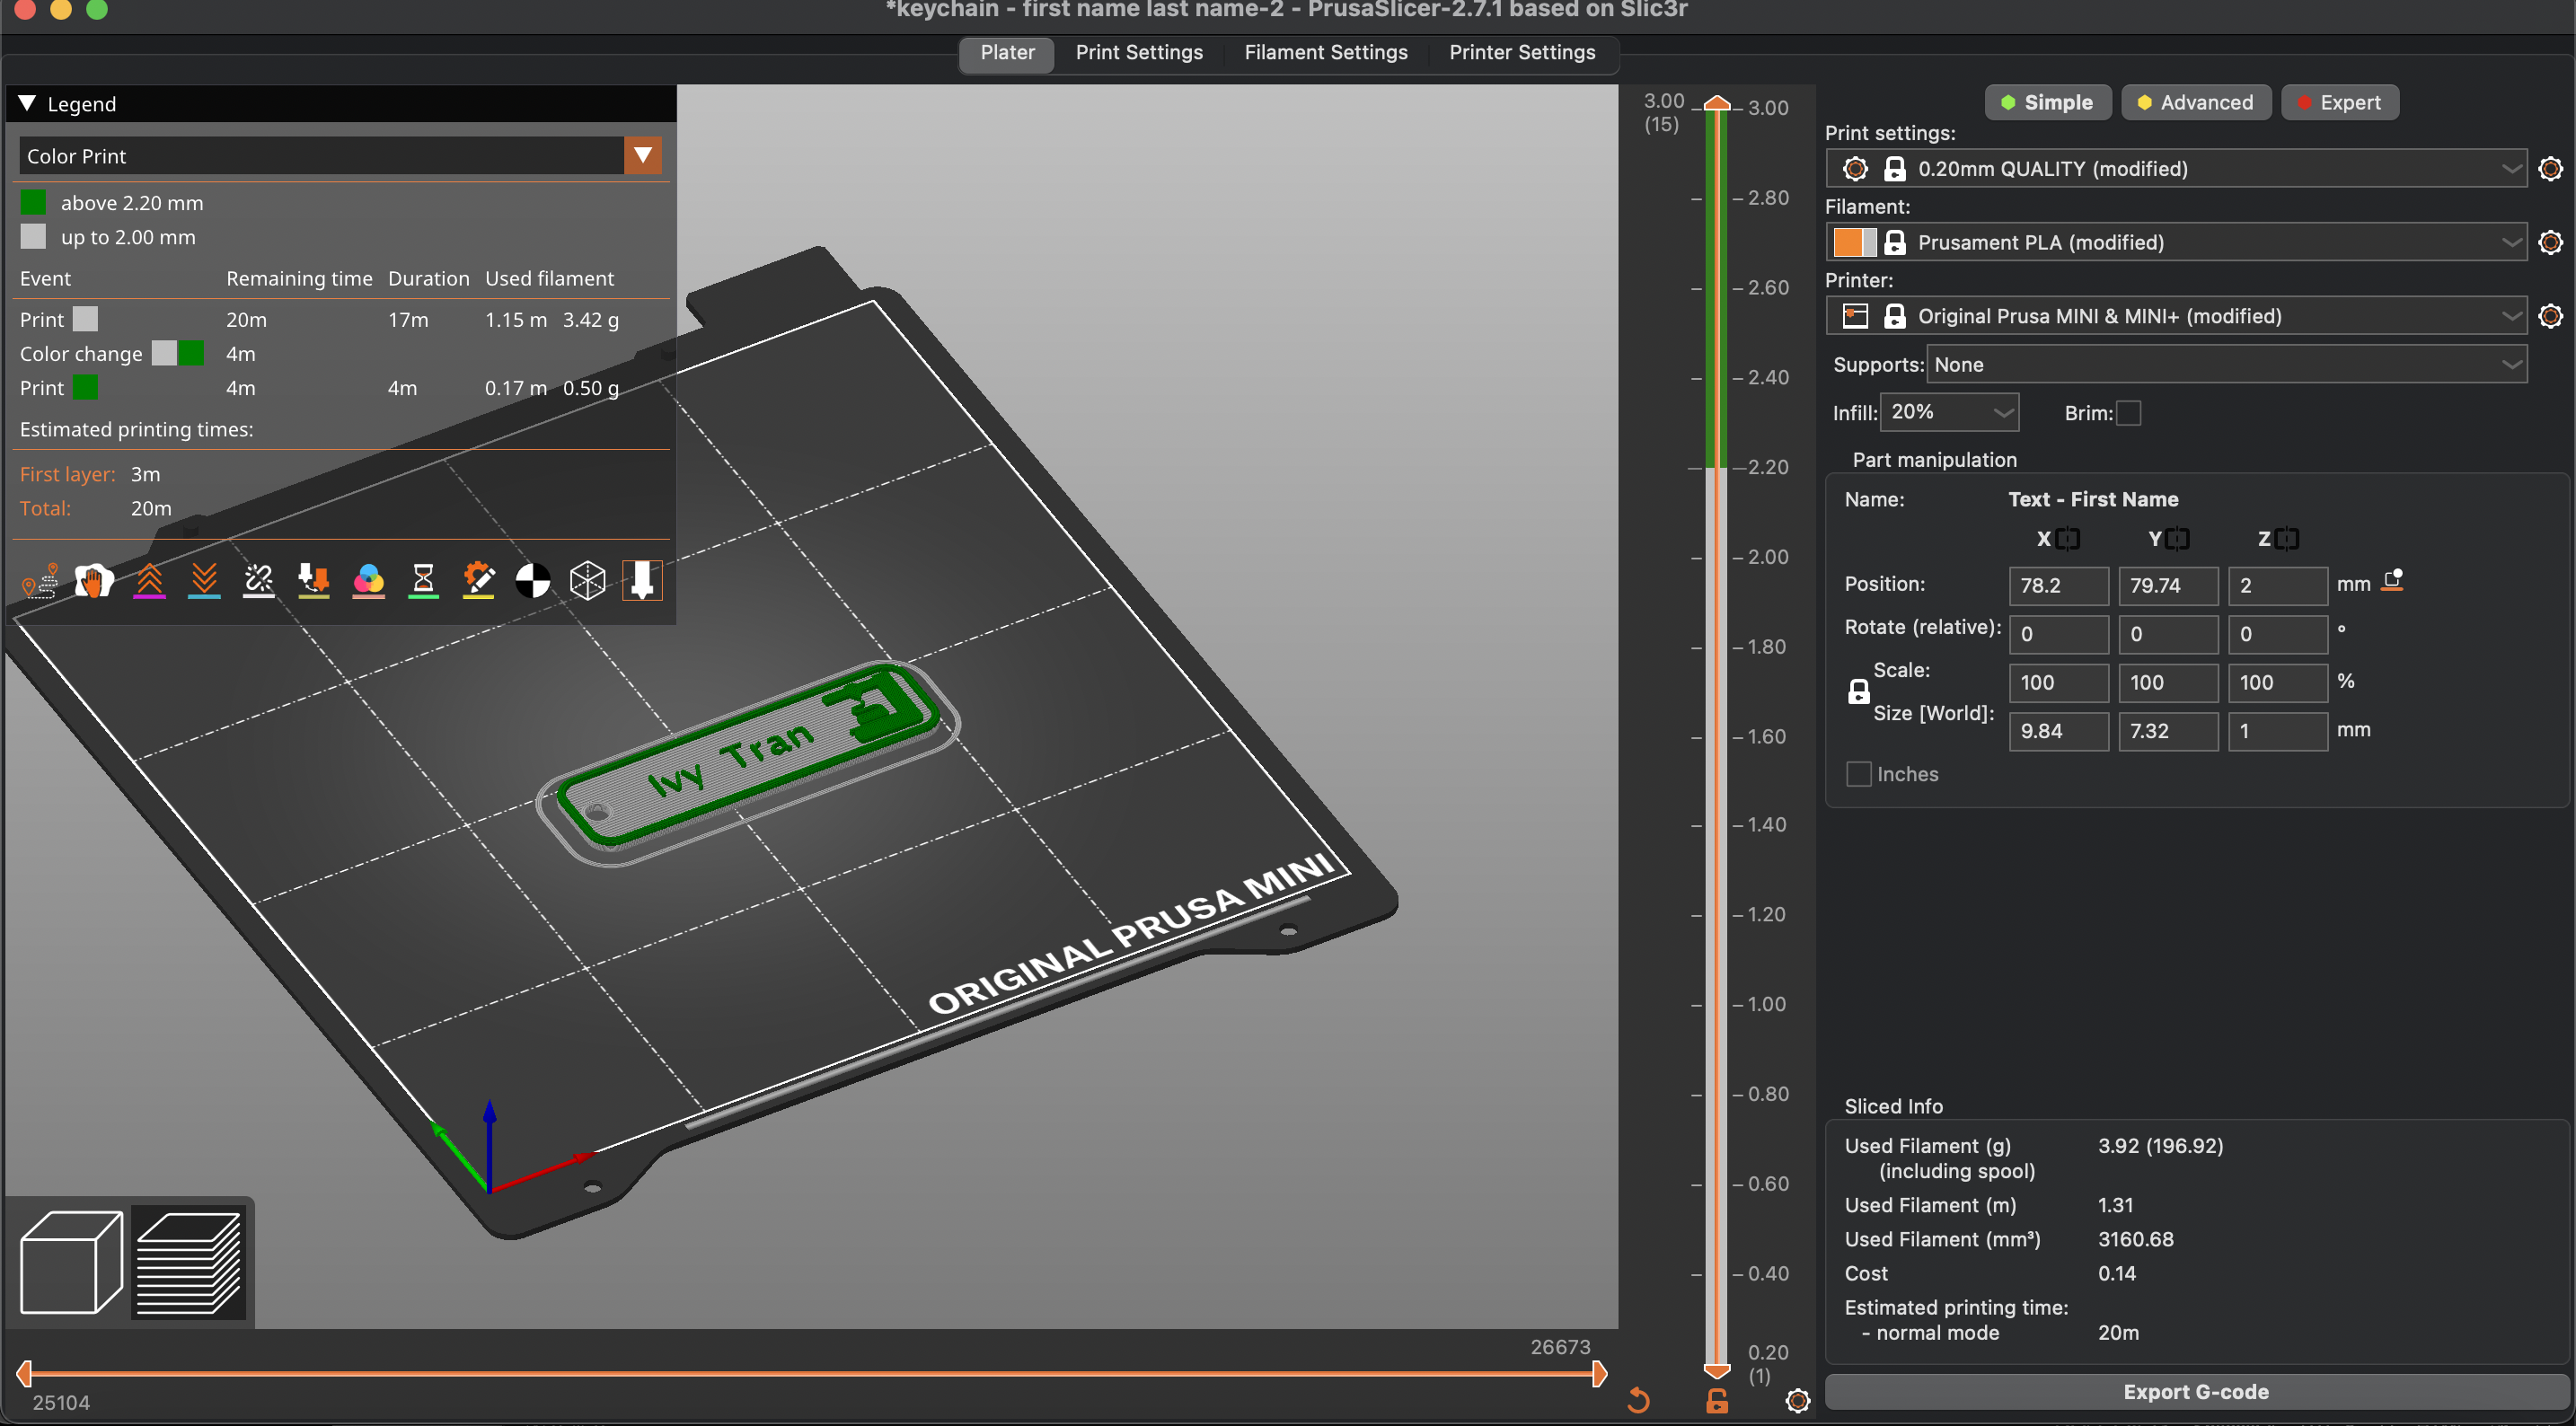 *keychain - first name last name-2 - PrusaSlicer-2.7.1 based on Slic3r
Plater Print Settings Filament Settings Printer Settings
Legend
Color Print
above 2.20 mm
up to 2.00 mm
Event Remaining time Duration Used filament
Print 20m 17m 1.15 m 3.42 g
Color change 4m
Print 4m 4m 0.17 m 0.50 g
Estimated printing times:
First layer: 3m
Total: 20m
Ivy Tran
ORIGINAL PRUSA MINI
25104
26673
3.00
(15)
3.00
2.80
2.60
2.40
2.20
2.00
1.80
1.60
1.40
1.20
1.00
0.80
0.60
0.40
0.20
(1)
Simple Advanced Expert
Print settings:
0.20mm QUALITY (modified)
Filament:
Prusament PLA (modified)
Printer:
Original Prusa MINI & MINI+ (modified)
Supports: None
Infill: 20% Brim:
Part manipulation
Name: Text - First Name
X Y Z
Position: 78.2 79.74 2 mm
Rotate (relative): 0 0 0 °
Scale: 100 100 100 %
Size [World]: 9.84 7.32 1 mm
Inches
Sliced Info
Used Filament (g) 3.92 (196.92)
(including spool)
Used Filament (m) 1.31
Used Filament (mm³) 3160.68
Cost 0.14
Estimated printing time:
- normal mode 20m
Export G-code